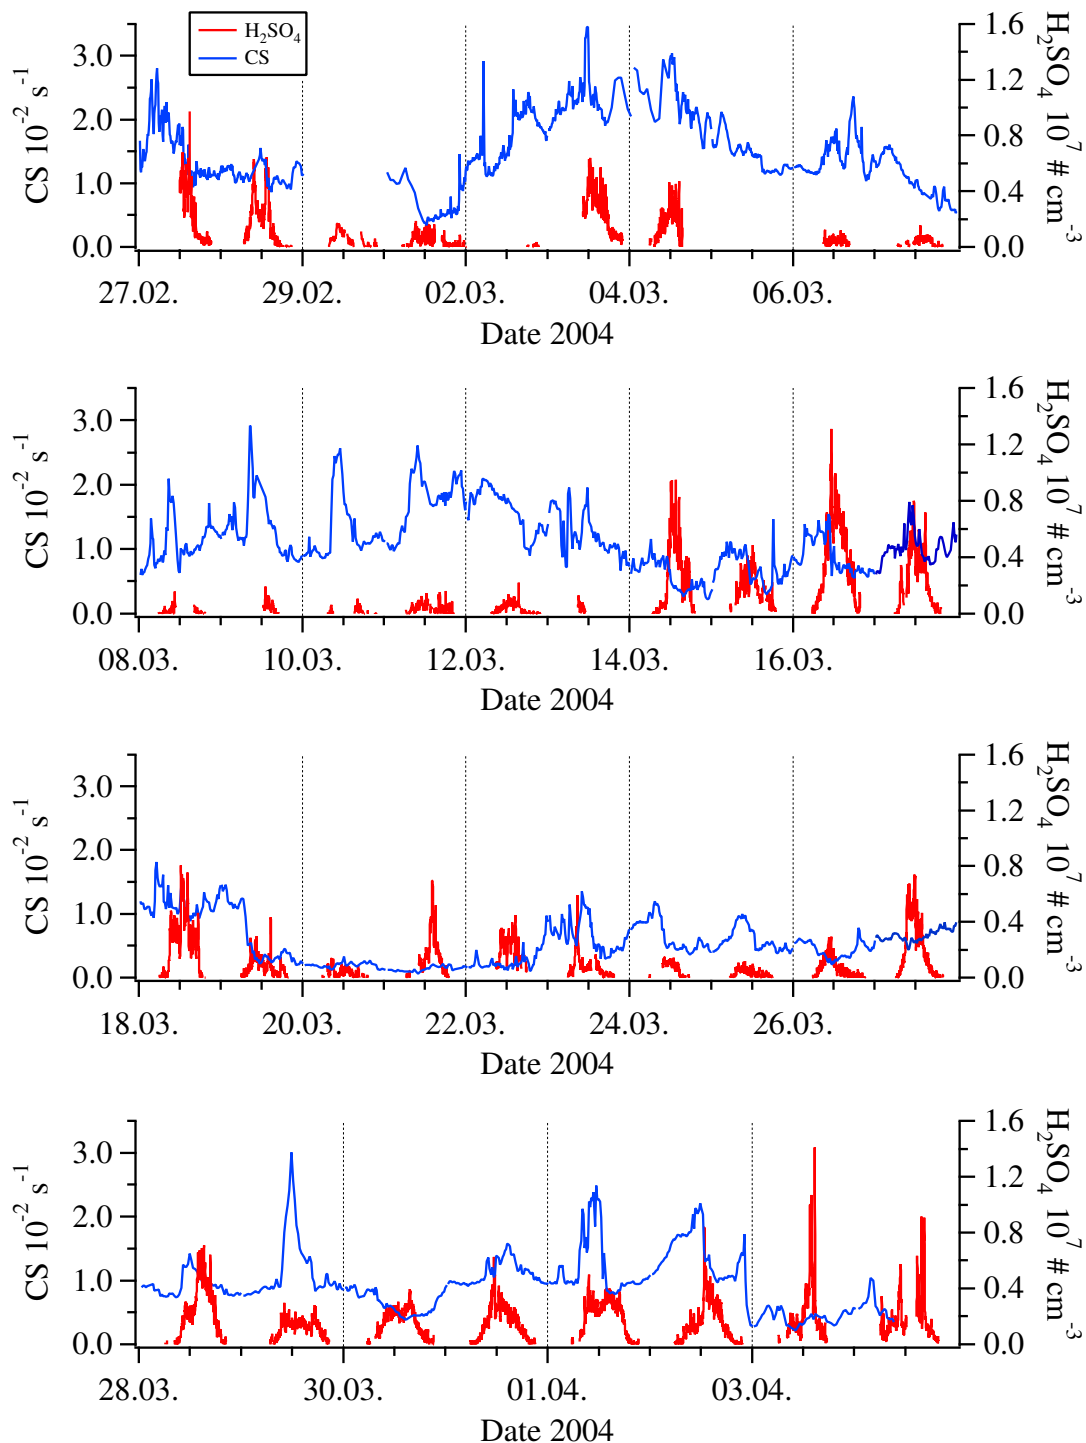 H₂SO₄
CS
CS 10⁻² s⁻¹
3.0
2.0
1.0
0.0
1.6
1.2
0.8
0.4
0.0
H₂SO₄ 10⁷ # cm⁻³
27.02. 29.02. 02.03. 04.03. 06.03.
Date 2004
CS 10⁻² s⁻¹
3.0
2.0
1.0
0.0
1.6
1.2
0.8
0.4
0.0
H₂SO₄ 10⁷ # cm⁻³
08.03. 10.03. 12.03. 14.03. 16.03.
Date 2004
CS 10⁻² s⁻¹
3.0
2.0
1.0
0.0
1.6
1.2
0.8
0.4
0.0
H₂SO₄ 10⁷ # cm⁻³
18.03. 20.03. 22.03. 24.03. 26.03.
Date 2004
CS 10⁻² s⁻¹
3.0
2.0
1.0
0.0
1.6
1.2
0.8
0.4
0.0
H₂SO₄ 10⁷ # cm⁻³
28.03. 30.03. 01.04. 03.04.
Date 2004